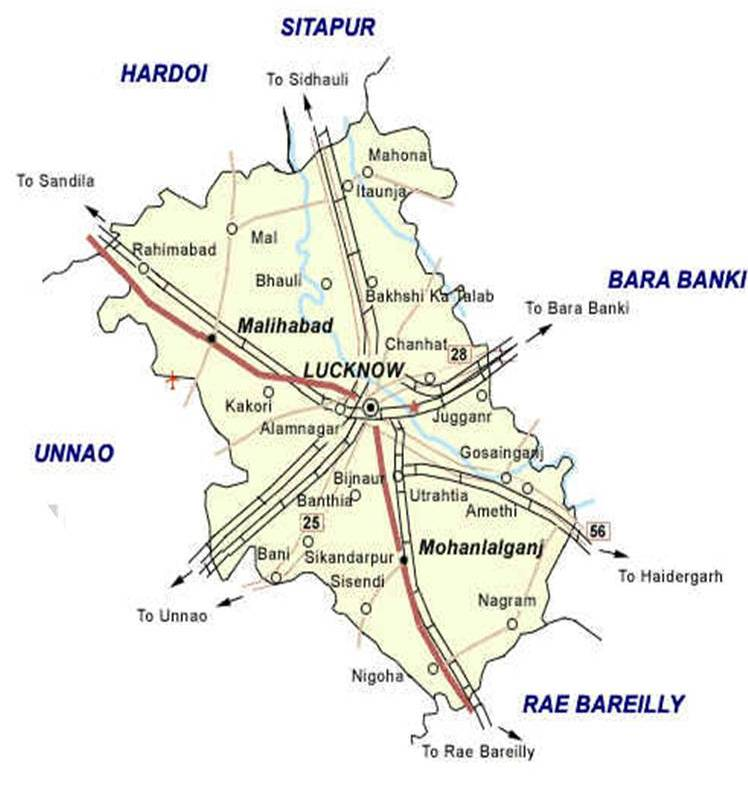 SITAPUR
HARDOI
To Sidhauli
Mahona
To Sandila
Itaunja
Mal
Rahimabad
BARA BANKI
Bhauli
Bakhshi Ka Talab
To Bara Banki
Malihabad
Chanhat
28
LUCKNOW
Kakori
Jugganr
Alamnagar
UNNAO
Gosainganj
Bijnaur
Banthia
Utrahtia
Amethi
25
56
Mohanlalganj
Bani
Sikandarpur
To Haidergarh
Sisendi
Nagram
To Unnao
Nigoha
RAE BAREILLY
To Rae Bareilly